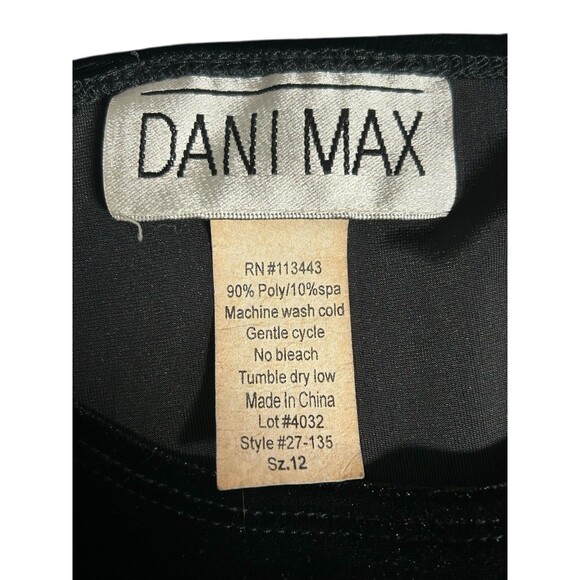 DANI MAX
RN #113443
90% Poly/10%spa
Machine wash cold
Gentle cycle
No bleach
Tumble dry low
Made In China
Lot #4032
Style #27-135
Sz.12